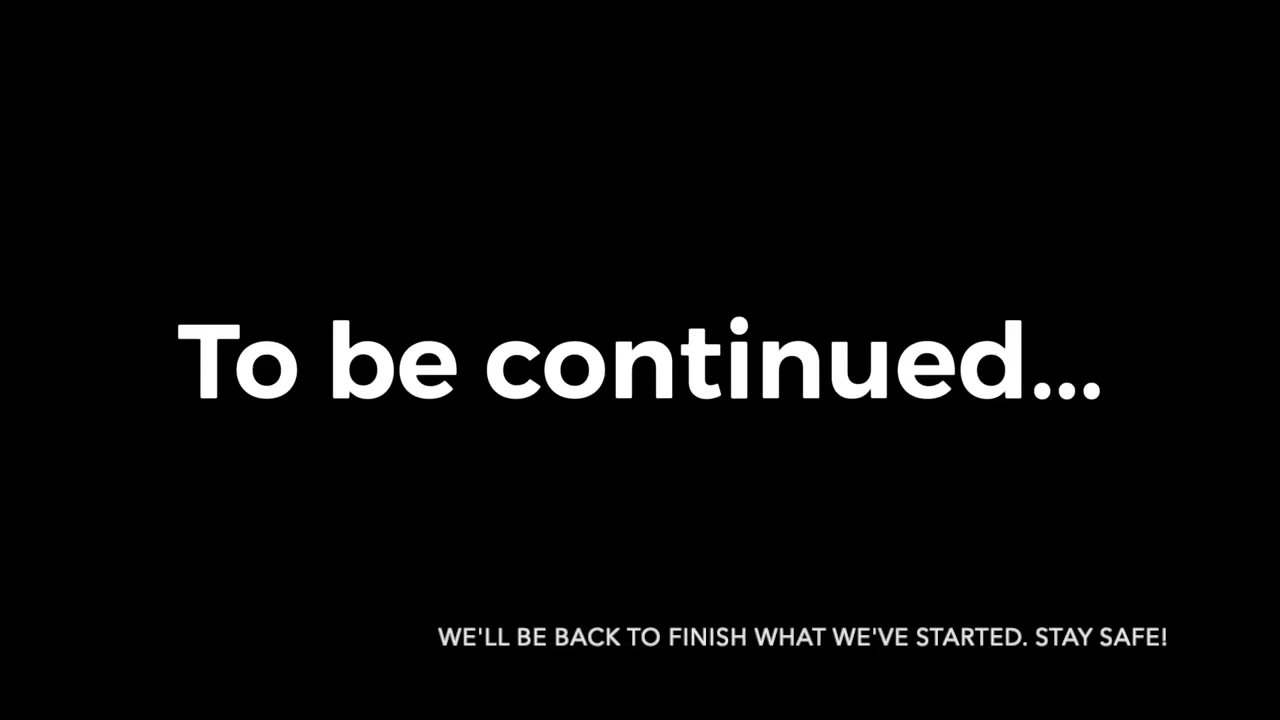 To be continued...
WE'LL BE BACK TO FINISH WHAT WE'VE STARTED. STAY SAFE!